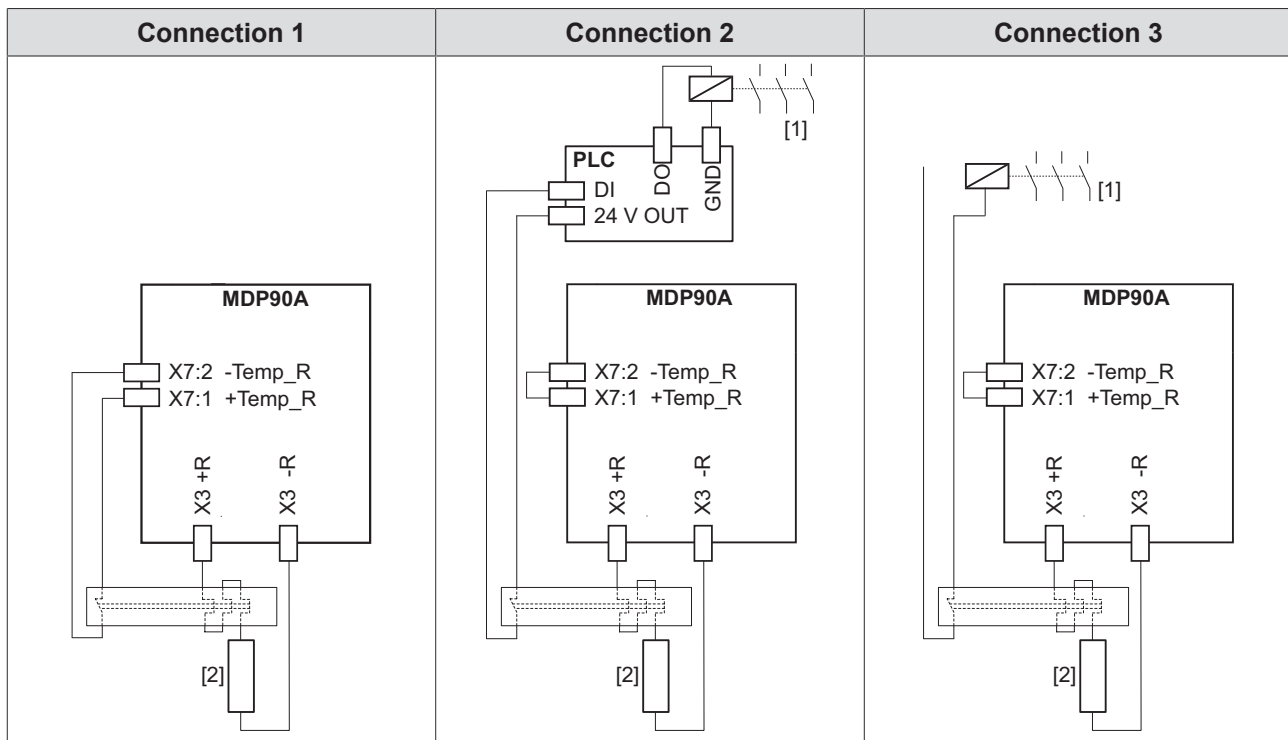 Connection 1
Connection 2
Connection 3
MDP90A
X7:2 -Temp_R
X7:1 +Temp_R
X3 +R
X3 -R
[2]
[1]
PLC
DO
GND
DI
24 V OUT
MDP90A
X7:2 -Temp_R
X7:1 +Temp_R
X3 +R
X3 -R
[2]
[1]
MDP90A
X7:2 -Temp_R
X7:1 +Temp_R
X3 +R
X3 -R
[2]